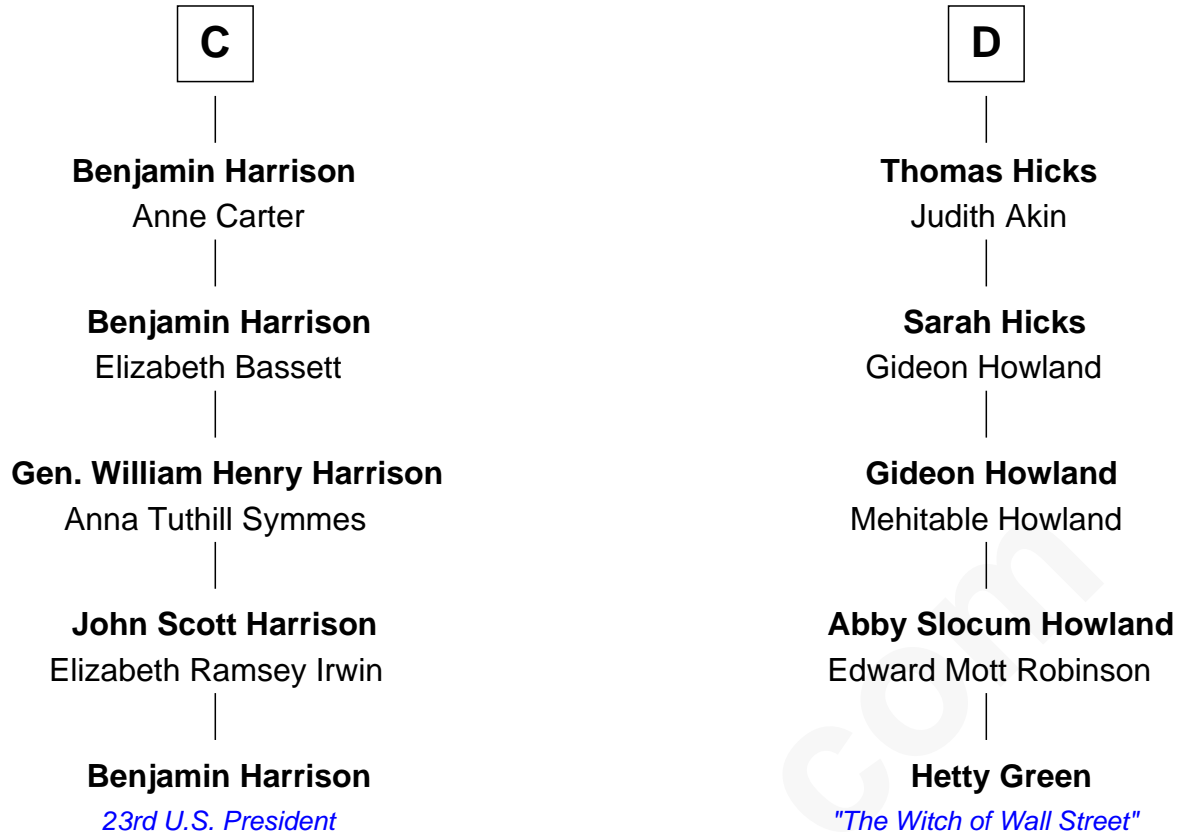 C
Benjamin Harrison
Anne Carter
Benjamin Harrison
Elizabeth Bassett
Gen. William Henry Harrison
Anna Tuthill Symmes
John Scott Harrison
Elizabeth Ramsey Irwin
Benjamin Harrison
23rd U.S. President
D
Thomas Hicks
Judith Akin
Sarah Hicks
Gideon Howland
Gideon Howland
Mehitable Howland
Abby Slocum Howland
Edward Mott Robinson
Hetty Green
"The Witch of Wall Street"
com